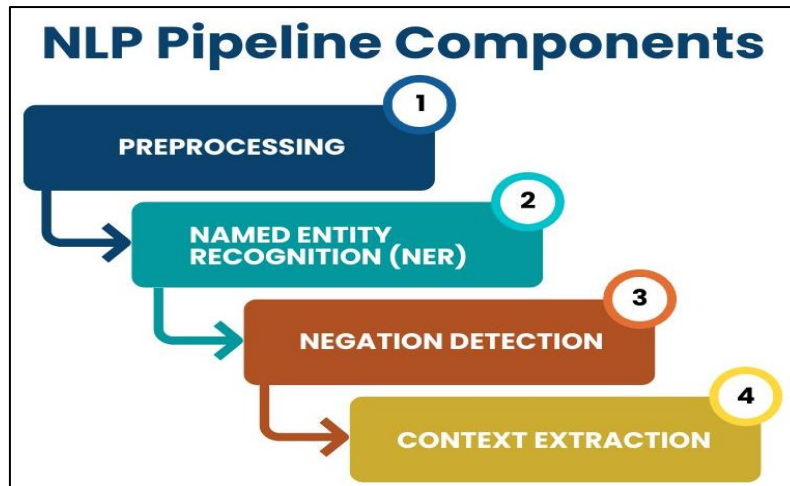 NLP Pipeline Components
1
PREPROCESSING
2
NAMED ENTITY
RECOGNITION (NER)
3
NEGATION DETECTION
4
CONTEXT EXTRACTION